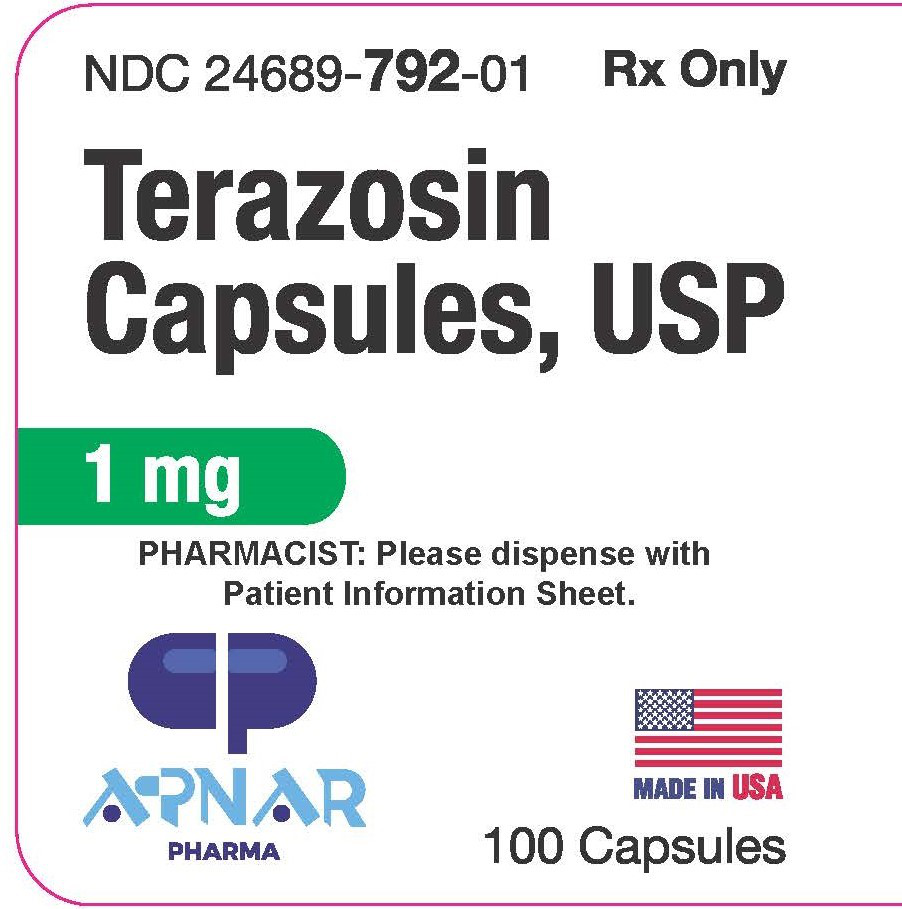 NDC 24689-792-01 Rx Only
Terazosin
Capsules, USP
1 mg
PHARMACIST: Please dispense with
Patient Information Sheet.
APNAR
PHARMA
MADE IN USA
100 Capsules